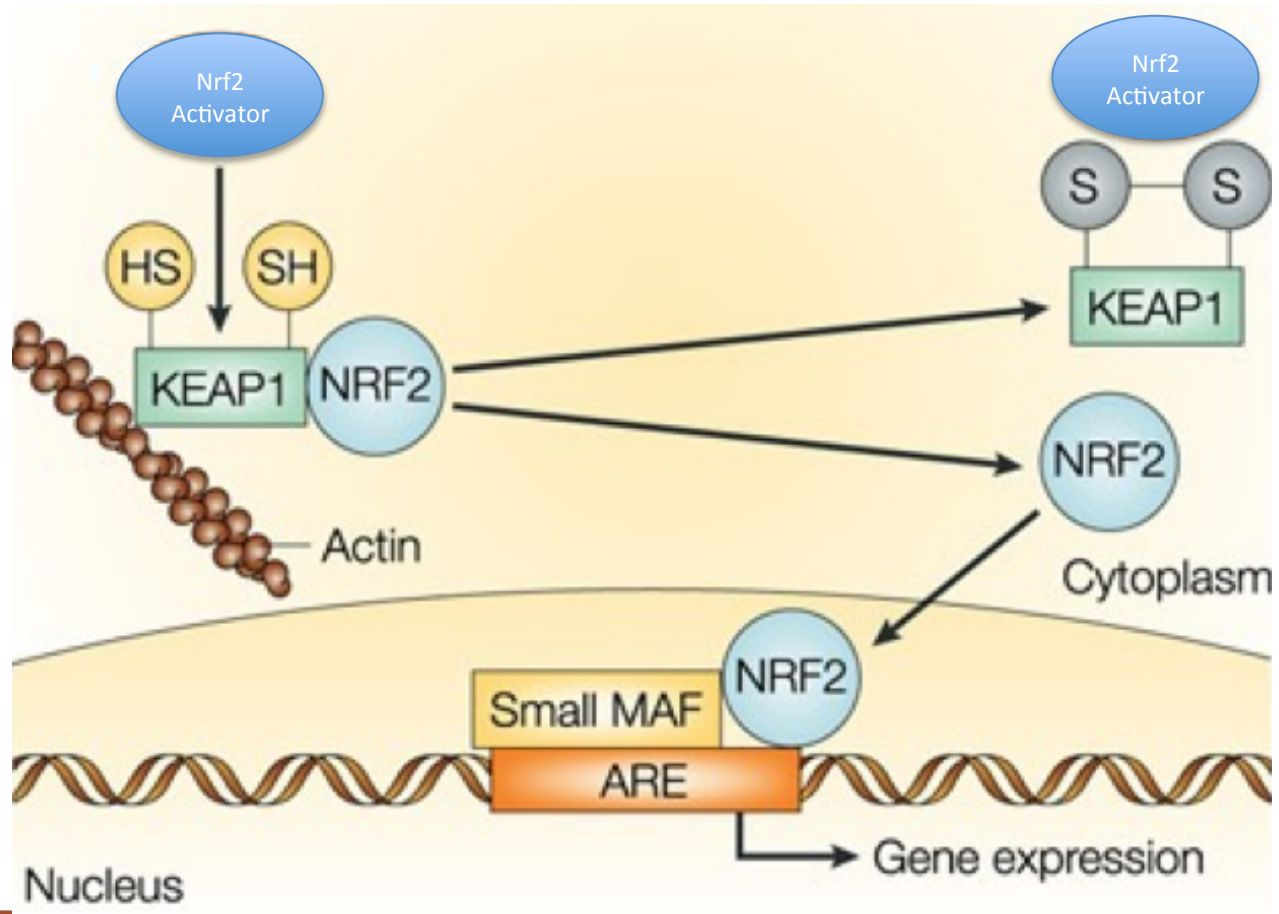 Nrf2
Activator
Nrf2
Activator
S
S
HS
SH
KEAP1
KEAP1
NRF2
NRF2
Actin
Cytoplasm
NRF2
Small MAF
ARE
Gene expression
Nucleus